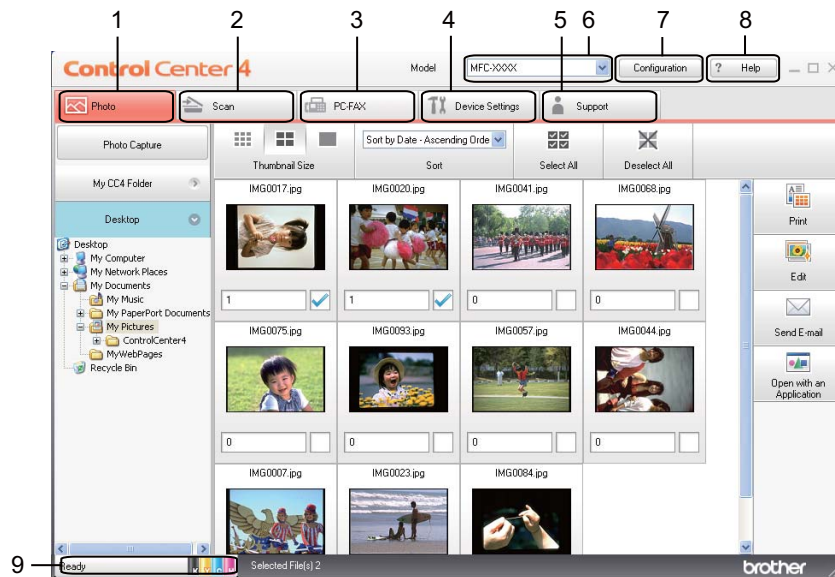 1 2 3 4 5 6 7 8
Control Center 4
Model
MFC-XXXX
Configuration
? Help
Photo
Scan
PC-FAX
Device Settings
Support
Photo Capture
My CC4 Folder
Desktop
Desktop
My Computer
My Network Places
My Documents
My Music
My PaperPort Documents
My Pictures
ControlCenter4
MyWebPages
Recycle Bin
Thumbnail Size
Sort by Date - Ascending Orde
Sort
Select All
Deselect All
IMG0017.jpg IMG0020.jpg IMG0041.jpg IMG0068.jpg
1 1 0 0
IMG0075.jpg IMG0093.jpg IMG0057.jpg IMG0044.jpg
0 0 0 0
IMG0007.jpg IMG0023.jpg IMG0084.jpg
Print
Edit
Send E-mail
Open with an
Application
9
Ready
K Y C M
Selected File(s) 2
brother